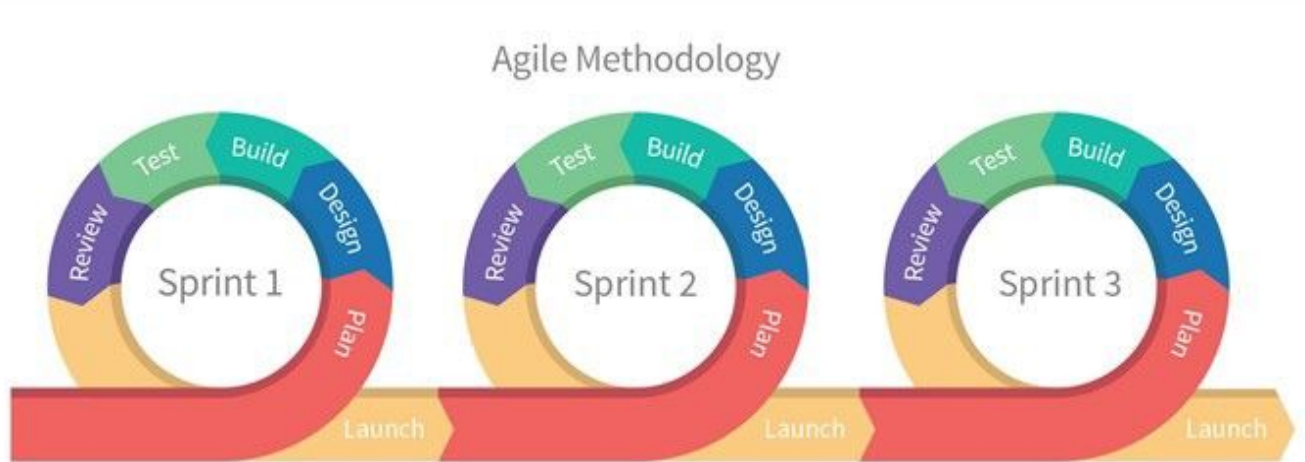 Agile Methodology
Test
Build
Review
Design
Sprint 1
Plan
Launch
Test
Build
Review
Design
Sprint 2
Plan
Launch
Test
Build
Review
Design
Sprint 3
Plan
Launch